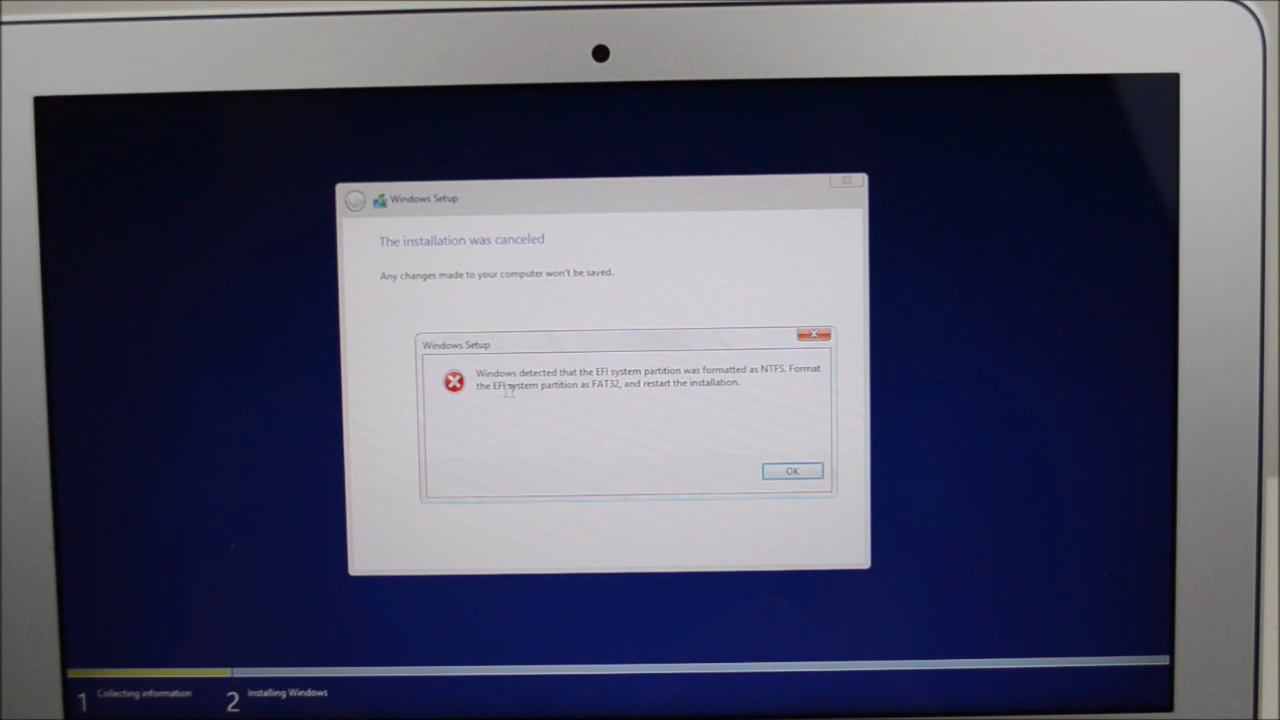 Windows Setup
The installation was canceled
Any changes made to your computer won't be saved.
Windows Setup
Windows detected that the EFI system partition was formatted as NTFS. Format
the EFI system partition as FAT32, and restart the installation.
OK
1 Collecting information 2 Installing Windows